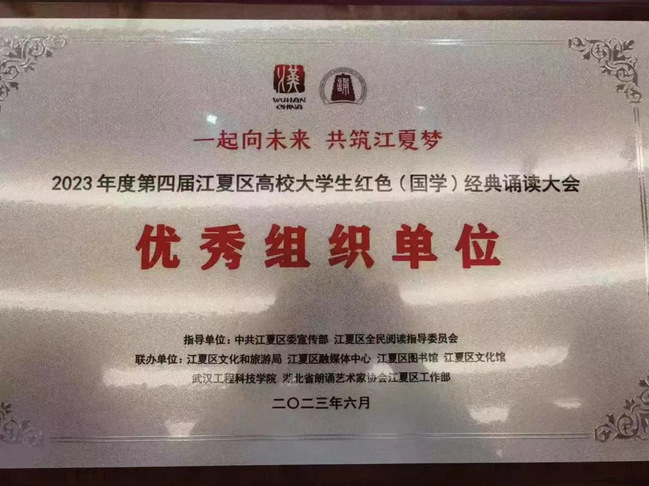 漢
WUHAN
CHINA
一起向未来 共筑江夏梦
2023年度第四届江夏区高校大学生红色（国学）经典诵读大会
优秀组织单位
指导单位：中共江夏区委宣传部 江夏区全民阅读指导委员会
联办单位：江夏区文化和旅游局 江夏区融媒体中心 江夏区图书馆 江夏区文化馆
武汉工程科技学院 湖北省朗诵艺术家协会江夏区工作部
二〇二三年六月